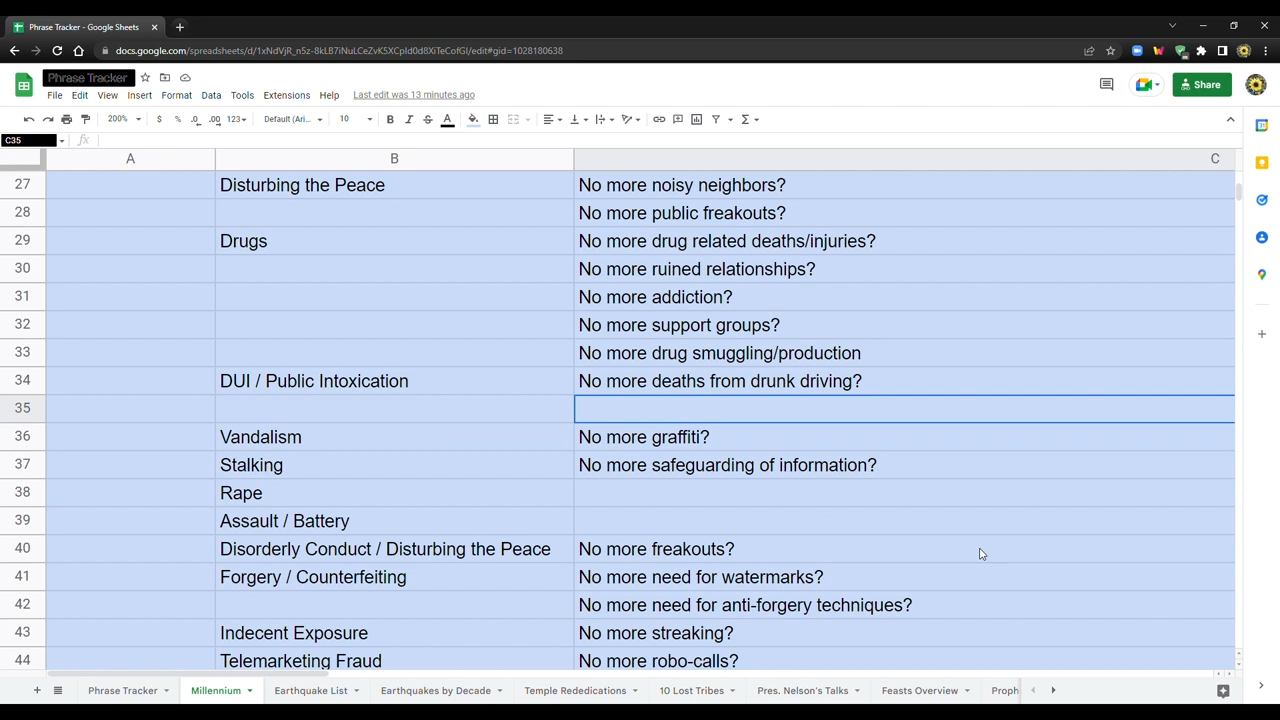 Phrase Tracker - Google Sheets
docs.google.com/spreadsheets/d/1xNdVjR_n5z-8kLB7iNuLCeZvK5XCpId0d8XiTeCofGI/edit#gid=1028180638
Phrase Tracker
File Edit View Insert Format Data Tools Extensions Help Last edit was 13 minutes ago
Share
200% $ % .0 .00 123 Default (Ari... 10 B I S A
C35 fx
A B C
27 Disturbing the Peace No more noisy neighbors?
28 No more public freakouts?
29 Drugs No more drug related deaths/injuries?
30 No more ruined relationships?
31 No more addiction?
32 No more support groups?
33 No more drug smuggling/production
34 DUI / Public Intoxication No more deaths from drunk driving?
35
36 Vandalism No more graffiti?
37 Stalking No more safeguarding of information?
38 Rape
39 Assault / Battery
40 Disorderly Conduct / Disturbing the Peace No more freakouts?
41 Forgery / Counterfeiting No more need for watermarks?
42 No more need for anti-forgery techniques?
43 Indecent Exposure No more streaking?
44 Telemarketing Fraud No more robo-calls?
Phrase Tracker Millennium Earthquake List Earthquakes by Decade Temple Rededications 10 Lost Tribes Pres. Nelson's Talks Feasts Overview Proph